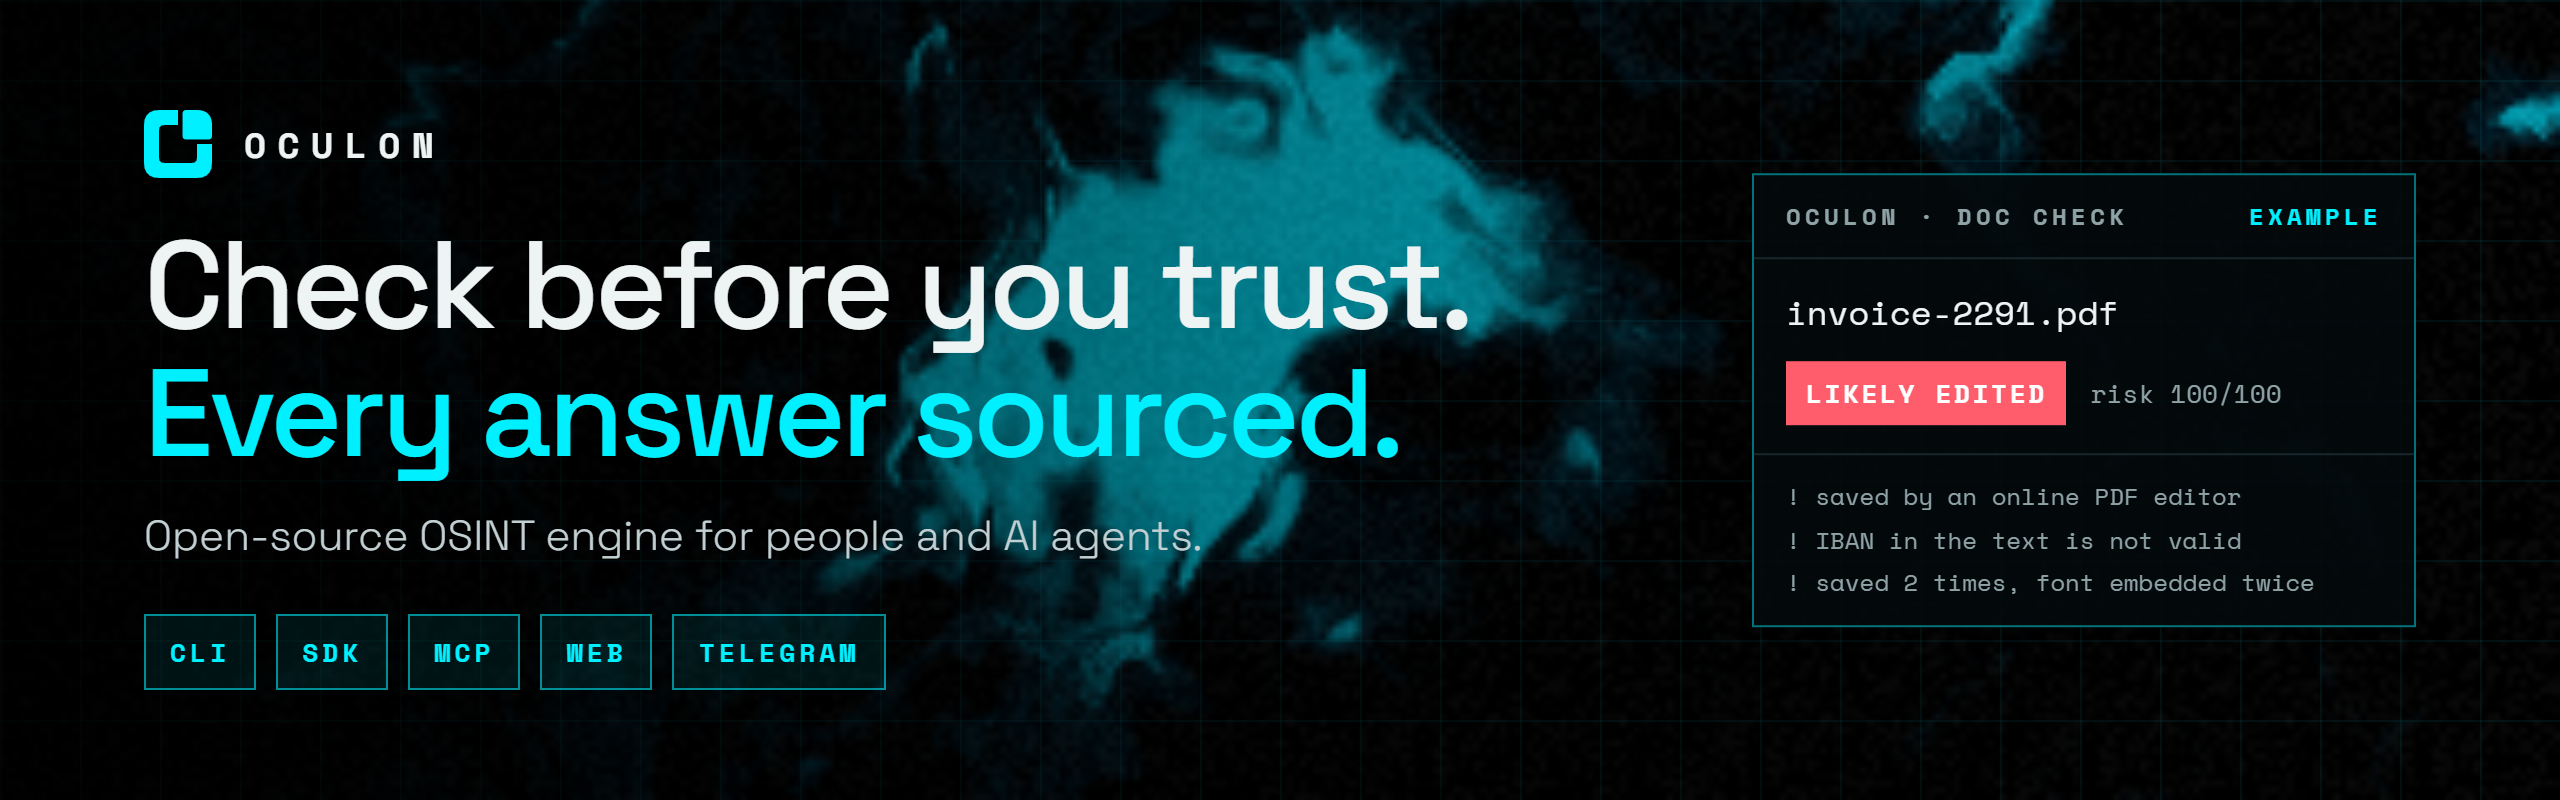 OCULON
Check before you trust.
Every answer sourced.
Open-source OSINT engine for people and AI agents.
CLI SDK MCP WEB TELEGRAM
OCULON · DOC CHECK EXAMPLE
invoice-2291.pdf
LIKELY EDITED risk 100/100
! saved by an online PDF editor
! IBAN in the text is not valid
! saved 2 times, font embedded twice